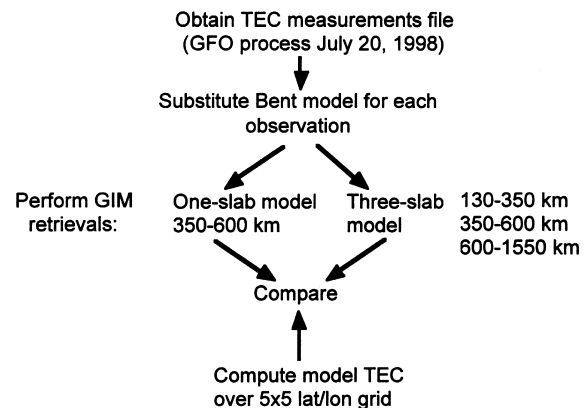 Obtain TEC measurements file
(GFO process July 20, 1998)
Substitute Bent model for each
observation
Perform GIM
retrievals:
One-slab model
350-600 km
Three-slab
model
130-350 km
350-600 km
600-1550 km
Compare
Compute model TEC
over 5x5 lat/lon grid